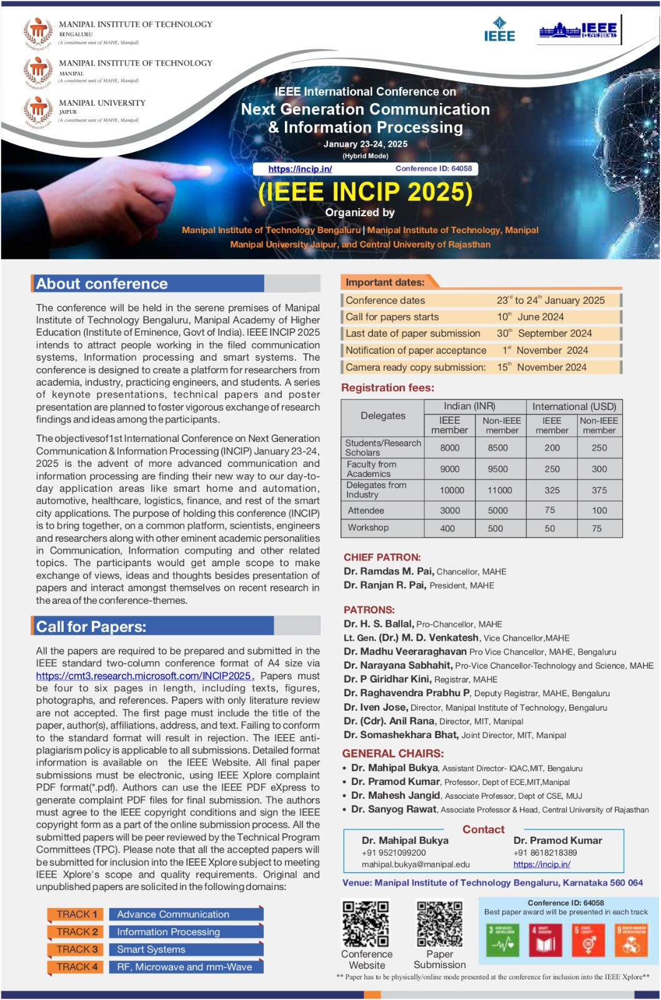 MANIPAL INSTITUTE OF TECHNOLOGY
BENGALURU
(A constituent unit of MAHE, Manipal)
INSPIRED BY LIFE
MANIPAL INSTITUTE OF TECHNOLOGY
MANIPAL
(A constituent unit of MAHE, Manipal)
INSPIRED BY LIFE
MANIPAL UNIVERSITY
JAIPUR
(A constituent unit of MAHE, Manipal)
INSPIRED BY LIFE
IEEE
IEEE
IEEE International Conference on
Next Generation Communication
& Information Processing
January 23-24, 2025
(Hybrid Mode)
https://incip.in/ Conference ID: 64058
(IEEE INCIP 2025)
Organized by
Manipal Institute of Technology Bengaluru | Manipal Institute of Technology, Manipal
Manipal University Jaipur, and Central University of Rajasthan
About conference
The conference will be held in the serene premises of Manipal
Institute of Technology Bengaluru, Manipal Academy of Higher
Education (Institute of Eminence, Govt of India). IEEE INCIP 2025
intends to attract people working in the filed communication
systems, Information processing and smart systems. The
conference is designed to create a platform for researchers from
academia, industry, practicing engineers, and students. A series
of keynote presentations, technical papers and poster
presentation are planned to foster vigorous exchange of research
findings and ideas among the participants.
The objectivesof1st International Conference on Next Generation
Communication & Information Processing (INCIP) January 23-24,
2025 is the advent of more advanced communication and
information processing are finding their new way to our day-to-
day application areas like smart home and automation,
automotive, healthcare, logistics, finance, and rest of the smart
city applications. The purpose of holding this conference (INCIP)
is to bring together, on a common platform, scientists, engineers
and researchers along with other eminent academic personalities
in Communication, Information computing and other related
topics. The participants would get ample scope to make
exchange of views, ideas and thoughts besides presentation of
papers and interact amongst themselves on recent research in
the area of the conference-themes.
Call for Papers:
All the papers are required to be prepared and submitted in the
IEEE standard two-column conference format of A4 size via
https://cmt3.research.microsoft.com/INCIP2025. Papers must
be four to six pages in length, including texts, figures,
photographs, and references. Papers with only literature review
are not accepted. The first page must include the title of the
paper, author(s), affiliations, address, and text. Failing to conform
to the standard format will result in rejection. The IEEE anti-
plagiarism policy is applicable to all submissions. Detailed format
information is available on the IEEE Website. All final paper
submissions must be electronic, using IEEE Xplore complaint
PDF format(*.pdf). Authors can use the IEEE PDF eXpress to
generate complaint PDF files for final submission. The authors
must agree to the IEEE copyright conditions and sign the IEEE
copyright form as a part of the online submission process. All the
submitted papers will be peer reviewed by the Technical Program
Committees (TPC). Please note that all the accepted papers will
be submitted for inclusion into the IEEE Xplore subject to meeting
IEEE Xplore's scope and quality requirements. Original and
unpublished papers are solicited in the following domains:
TRACK 1 Advance Communication
TRACK 2 Information Processing
TRACK 3 Smart Systems
TRACK 4 RF, Microwave and mm-Wave
Important dates:
Conference dates 23rd to 24th January 2025
Call for papers starts 10th June 2024
Last date of paper submission 30th September 2024
Notification of paper acceptance 1st November 2024
Camera ready copy submission: 15th November 2024
Registration fees:
Delegates Indian (INR) International (USD)
IEEE member Non-IEEE member IEEE member Non-IEEE member
Students/Research Scholars 8000 8500 200 250
Faculty from Academics 9000 9500 250 300
Delegates from Industry 10000 11000 325 375
Attendee 3000 5000 75 100
Workshop 400 500 50 75
CHIEF PATRON:
Dr. Ramdas M. Pai, Chancellor, MAHE
Dr. Ranjan R. Pai, President, MAHE
PATRONS:
Dr. H. S. Ballal, Pro-Chancellor, MAHE
Lt. Gen. (Dr.) M. D. Venkatesh, Vice Chancellor,MAHE
Dr. Madhu Veeraraghavan Pro Vice Chancellor, MAHE, Bengaluru
Dr. Narayana Sabhahit, Pro-Vice Chancellor-Technology and Science, MAHE
Dr. P Giridhar Kini, Registrar, MAHE
Dr. Raghavendra Prabhu P, Deputy Registrar, MAHE, Bengaluru
Dr. Iven Jose, Director, Manipal Institute of Technology, Bengaluru
Dr. (Cdr). Anil Rana, Director, MIT, Manipal
Dr. Somashekhara Bhat, Joint Director, MIT, Manipal
GENERAL CHAIRS:
• Dr. Mahipal Bukya, Assistant Director- IQAC,MIT, Bengaluru
• Dr. Pramod Kumar, Professor, Dept of ECE,MIT,Manipal
• Dr. Mahesh Jangid, Associate Professor, Dept of CSE, MUJ
• Dr. Sanyog Rawat, Associate Professor & Head, Central University of Rajasthan
Contact
Dr. Mahipal Bukya Dr. Pramod Kumar
+91 9521099200 +91 8618218389
mahipal.bukya@manipal.edu https://incip.in/
Venue: Manipal Institute of Technology Bengaluru, Karnataka 560 064
Conference Website
Paper Submission
Conference ID: 64058
Best paper award will be presented in each track
3
4
5
9
** Paper has to be physically/online mode presented at the conference for inclusion into the IEEE Xplore**